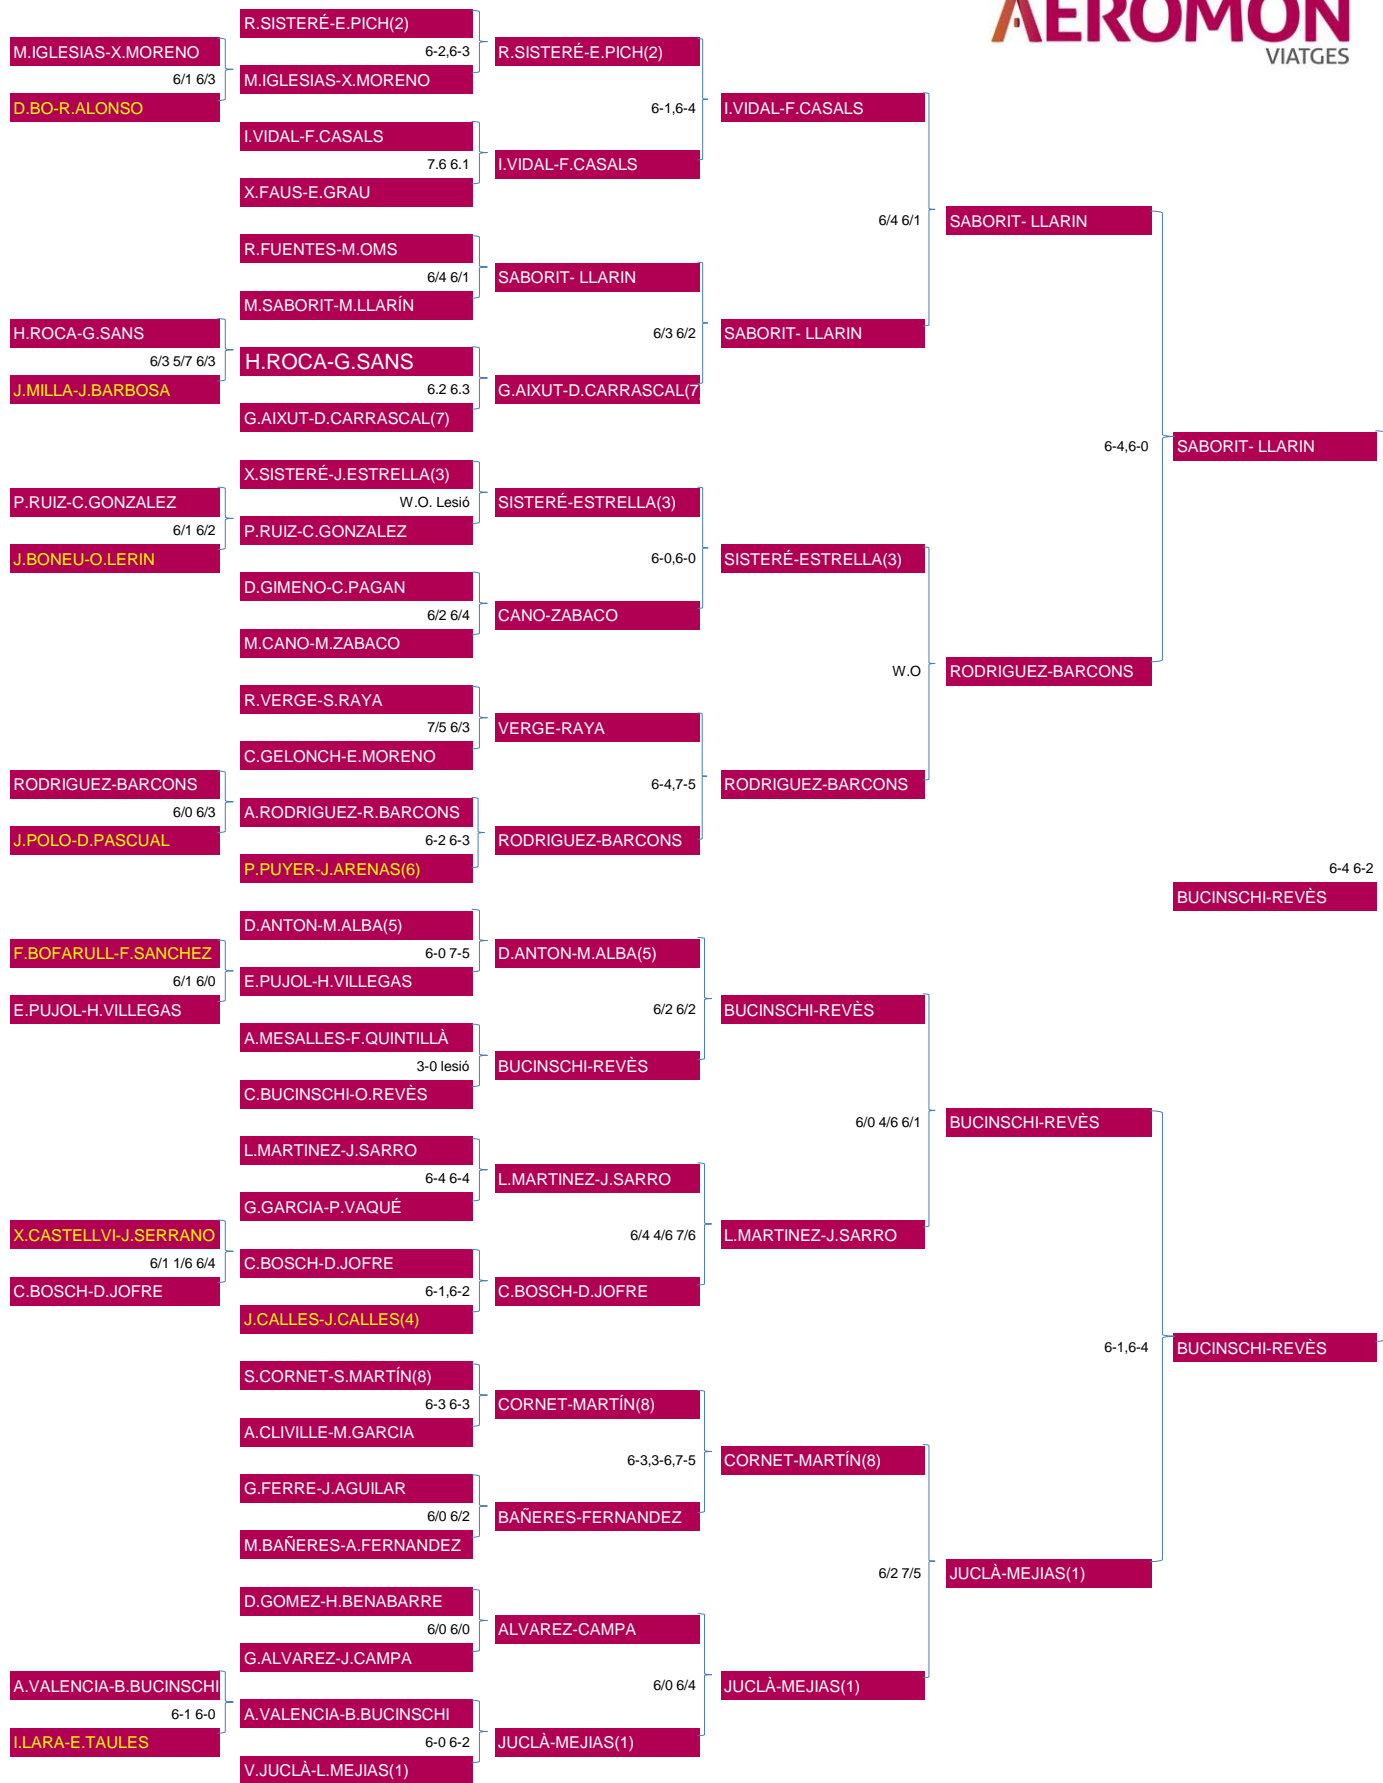 AEROMON
VIATGES
M.IGLESIAS-X.MORENO
6/1 6/3
D.BO-R.ALONSO
H.ROCA-G.SANS
6/3 5/7 6/3
J.MILLA-J.BARBOSA
P.RUIZ-C.GONZALEZ
6/1 6/2
J.BONEU-O.LERIN
RODRIGUEZ-BARCONS
6/0 6/3
J.POLO-D.PASCUAL
F.BOFARULL-F.SANCHEZ
6/1 6/0
E.PUJOL-H.VILLEGAS
X.CASTELLVI-J.SERRANO
6/1 1/6 6/4
C.BOSCH-D.JOFRE
A.VALENCIA-B.BUCINSCHI
6-1 6-0
I.LARA-E.TAULES
R.SISTERÉ-E.PICH(2)
6-2,6-3
M.IGLESIAS-X.MORENO
I.VIDAL-F.CASALS
7.6 6.1
X.FAUS-E.GRAU
R.FUENTES-M.OMS
6/4 6/1
M.SABORIT-M.LLARÍN
H.ROCA-G.SANS
6.2 6.3
G.AIXUT-D.CARRASCAL(7)
X.SISTERÉ-J.ESTRELLA(3)
W.O. Lesió
P.RUIZ-C.GONZALEZ
D.GIMENO-C.PAGAN
6/2 6/4
M.CANO-M.ZABACO
R.VERGE-S.RAYA
7/5 6/3
C.GELONCH-E.MORENO
A.RODRIGUEZ-R.BARCONS
6-2 6-3
P.PUYER-J.ARENAS(6)
D.ANTON-M.ALBA(5)
6-0 7-5
E.PUJOL-H.VILLEGAS
A.MESALLES-F.QUINTILLÀ
3-0 lesió
C.BUCINSCHI-O.REVÈS
L.MARTINEZ-J.SARRO
6-4 6-4
G.GARCIA-P.VAQUÉ
C.BOSCH-D.JOFRE
6-1,6-2
J.CALLES-J.CALLES(4)
S.CORNET-S.MARTÍN(8)
6-3 6-3
A.CLIVILLE-M.GARCIA
G.FERRE-J.AGUILAR
6/0 6/2
M.BAÑERES-A.FERNANDEZ
D.GOMEZ-H.BENABARRE
6/0 6/0
G.ALVAREZ-J.CAMPA
A.VALENCIA-B.BUCINSCHI
6-0 6-2
V.JUCLÀ-L.MEJIAS(1)
R.SISTERÉ-E.PICH(2)
6-1,6-4
I.VIDAL-F.CASALS
SABORIT- LLARIN
6/3 6/2
G.AIXUT-D.CARRASCAL(7
SISTERÉ-ESTRELLA(3)
6-0,6-0
CANO-ZABACO
VERGE-RAYA
6-4,7-5
RODRIGUEZ-BARCONS
D.ANTON-M.ALBA(5)
6/2 6/2
BUCINSCHI-REVÈS
L.MARTINEZ-J.SARRO
6/4 4/6 7/6
C.BOSCH-D.JOFRE
CORNET-MARTÍN(8)
6-3,3-6,7-5
BAÑERES-FERNANDEZ
ALVAREZ-CAMPA
6/0 6/4
JUCLÀ-MEJIAS(1)
I.VIDAL-F.CASALS
6/4 6/1
SABORIT- LLARIN
SISTERÉ-ESTRELLA(3)
W.O
RODRIGUEZ-BARCONS
BUCINSCHI-REVÈS
6/0 4/6 6/1
L.MARTINEZ-J.SARRO
CORNET-MARTÍN(8)
6/2 7/5
JUCLÀ-MEJIAS(1)
SABORIT- LLARIN
6-4,6-0
RODRIGUEZ-BARCONS
BUCINSCHI-REVÈS
6-1,6-4
JUCLÀ-MEJIAS(1)
SABORIT- LLARIN
6-4 6-2
BUCINSCHI-REVÈS
BUCINSCHI-REVÈS